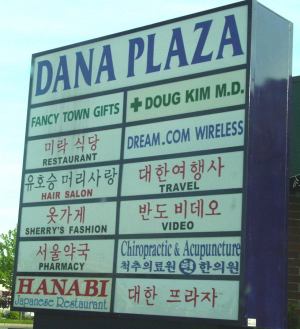 DANA PLAZA
FANCY TOWN GIFTS
✚ DOUG KIM M.D.
미락 식당
RESTAURANT
DREAM.COM WIRELESS
유호승 머리사랑
HAIR SALON
대한여행사
TRAVEL
옷가게
SHERRY'S FASHION
반도 비데오
VIDEO
서울약국
PHARMACY
Chiropractic & Acupuncture
척추의료원 한의원
HANABI
Japanese Restaurant
대한 프라자